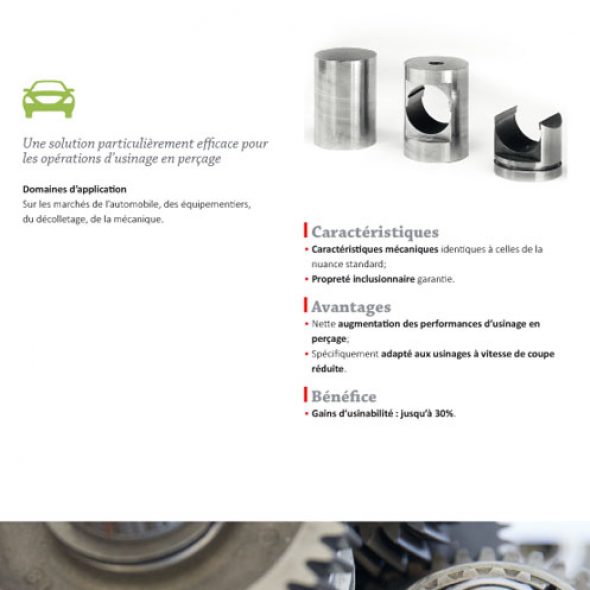 Une solution particulièrement efficace pour
les opérations d'usinage en perçage
Domaines d'application
Sur les marchés de l'automobile, des équipementiers,
du décolletage, de la mécanique.
Caractéristiques
• Caractéristiques mécaniques identiques à celles de la
nuance standard;
• Propreté inclusionnaire garantie.
Avantages
• Nette augmentation des performances d'usinage en
perçage;
• Spécifiquement adapté aux usinages à vitesse de coupe
réduite.
Bénéfice
• Gains d'usinabilité : jusqu'à 30%.